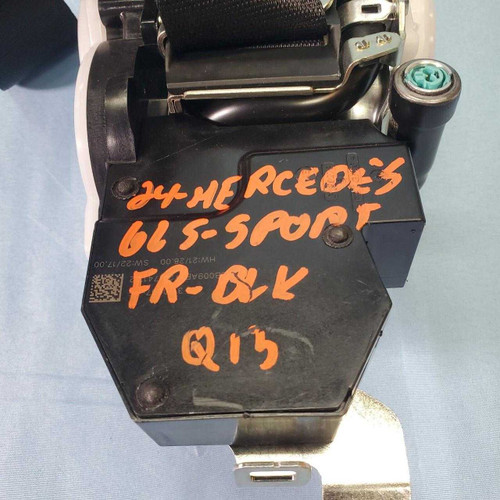 24-MERCEDES
GLS-SPORT
HW:21/28.00 SW:22/17.00
FR-BLK
Q13